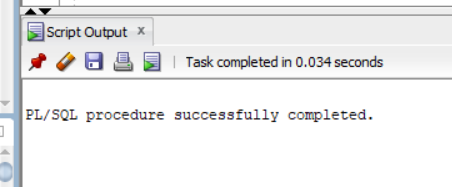 Script Output x
Task completed in 0.034 seconds
PL/SQL procedure successfully completed.